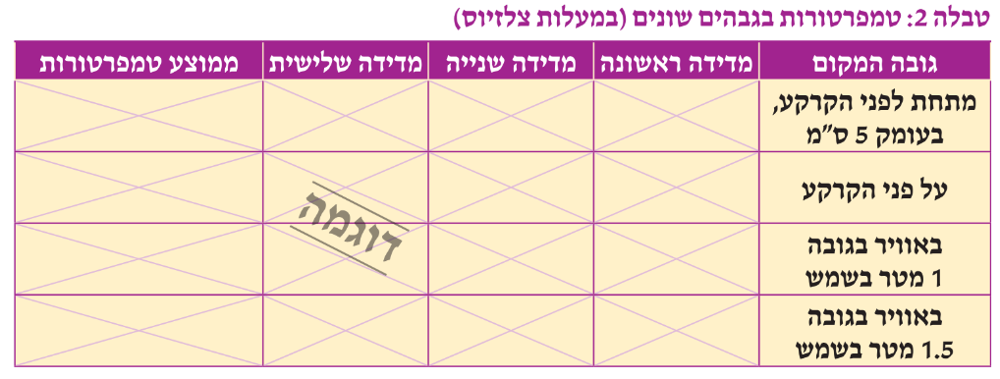 טבלה 2: טמפרטורות בגבהים שונים (במעלות צלזיוס)
גובה המקום מדידה ראשונה מדידה שנייה מדידה שלישית ממוצע טמפרטורות
מתחת לפני הקרקע,
בעומק 5 ס"מ
על פני הקרקע
דוגמה
באוויר בגובה
1 מטר בשמש
באוויר בגובה
1.5 מטר בשמש